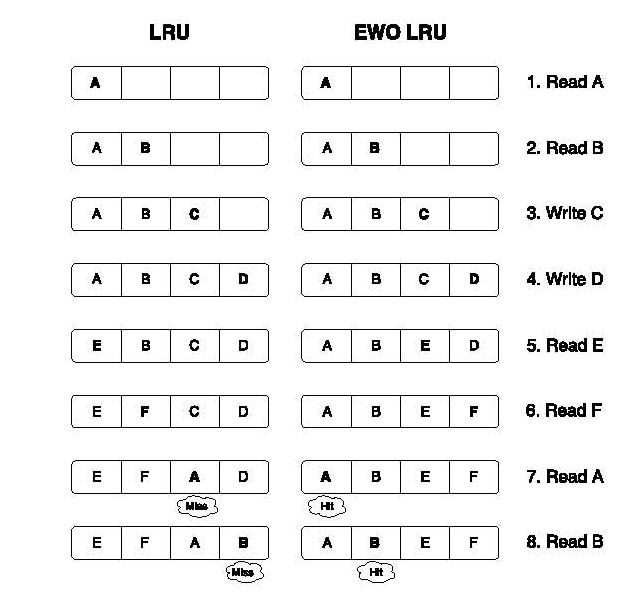 LRU EWO LRU
A A 1. Read A
A B A B 2. Read B
A B C A B C 3. Write C
A B C D A B C D 4. Write D
E B C D A B E D 5. Read E
E F C D A B E F 6. Read F
E F A D A B E F 7. Read A
Miss Hit
E F A B A B E F 8. Read B
Miss Hit